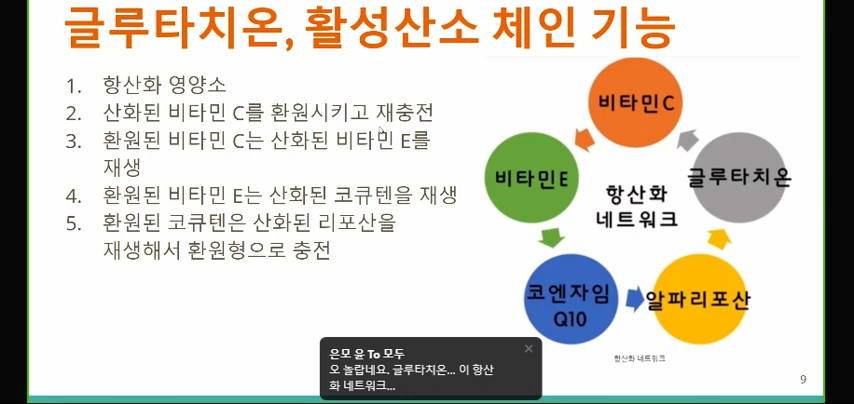 글루타치온, 활성산소 체인 기능
1. 항산화 영양소
2. 산화된 비타민 C를 환원시키고 재충전
3. 환원된 비타민 C는 산화된 비타민 E를
재생
4. 환원된 비타민 E는 산화된 코큐텐을 재생
5. 환원된 코큐텐은 산화된 리포산을
재생해서 환원형으로 충전
비타민C
비타민E
글루타치온
항산화
네트워크
코엔자임
Q10
알파리포산
항산화 네트워크
은모 윤 To 모두
오 놀랍네요. 글루타치온... 이 항산
화 네트워크...
9